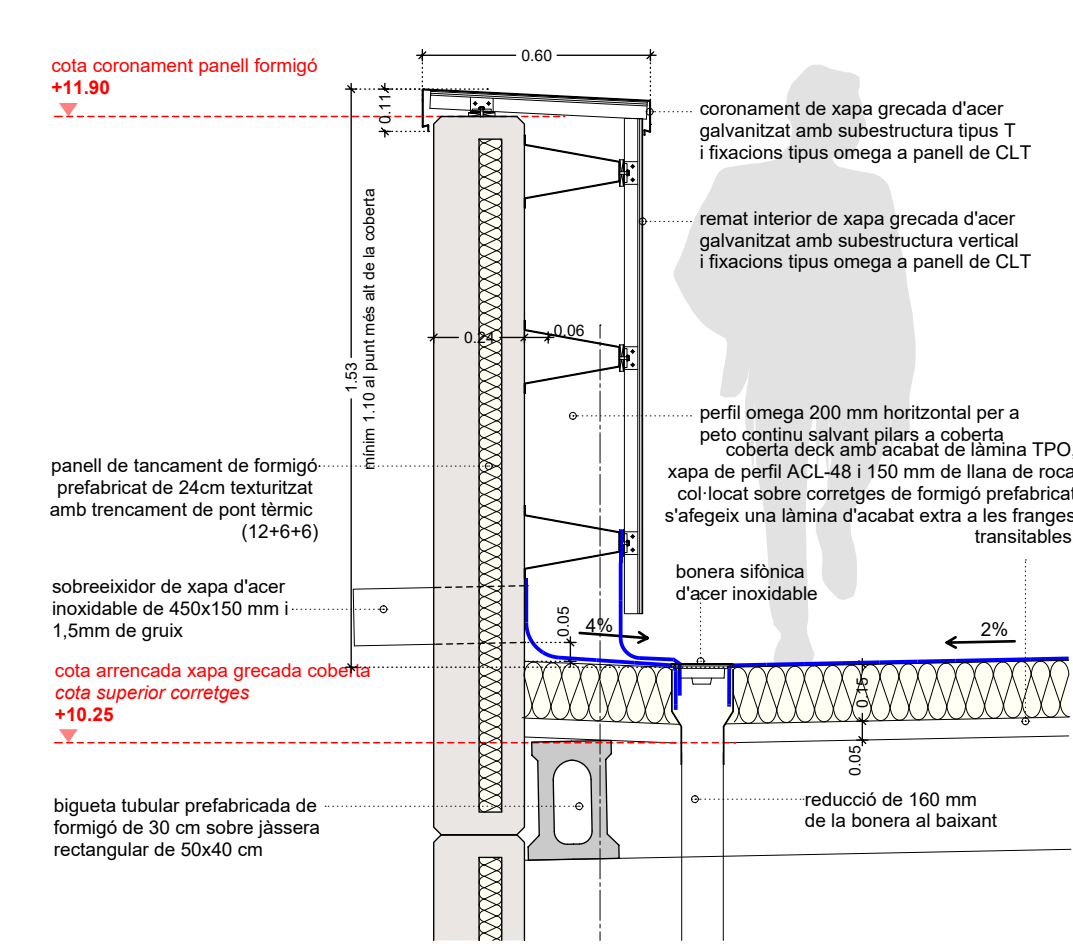 0.60
cota coronament panell formigó
+11.90
0.11
coronament de xapa grecada d'acer
galvanitzat amb subestructura tipus T
i fixacions tipus omega a panell de CLT
remat interior de xapa grecada d'acer
galvanitzat amb subestructura vertical
i fixacions tipus omega a panell de CLT
1.53
mínim 1.10 al punt més alt de la coberta
0.24
0.06
perfil omega 200 mm horitzontal per a
peto continu salvant pilars a coberta
coberta deck amb acabat de làmina TPO,
xapa de perfil ACL-48 i 150 mm de llana de roca
col·locat sobre corretges de formigó prefabricat
s'afegeix una làmina d'acabat extra a les franges
transitables
panell de tancament de formigó
prefabricat de 24cm texturitzat
amb trencament de pont tèrmic
(12+6+6)
bonera sifònica
d'acer inoxidable
sobreeixidor de xapa d'acer
inoxidable de 450x150 mm i
1,5mm de gruix
0.05
4%
2%
cota arrencada xapa grecada coberta
cota superior corretges
+10.25
0.15
0.05
bigueta tubular prefabricada de
formigó de 30 cm sobre jàssera
rectangular de 50x40 cm
reducció de 160 mm
de la bonera al baixant